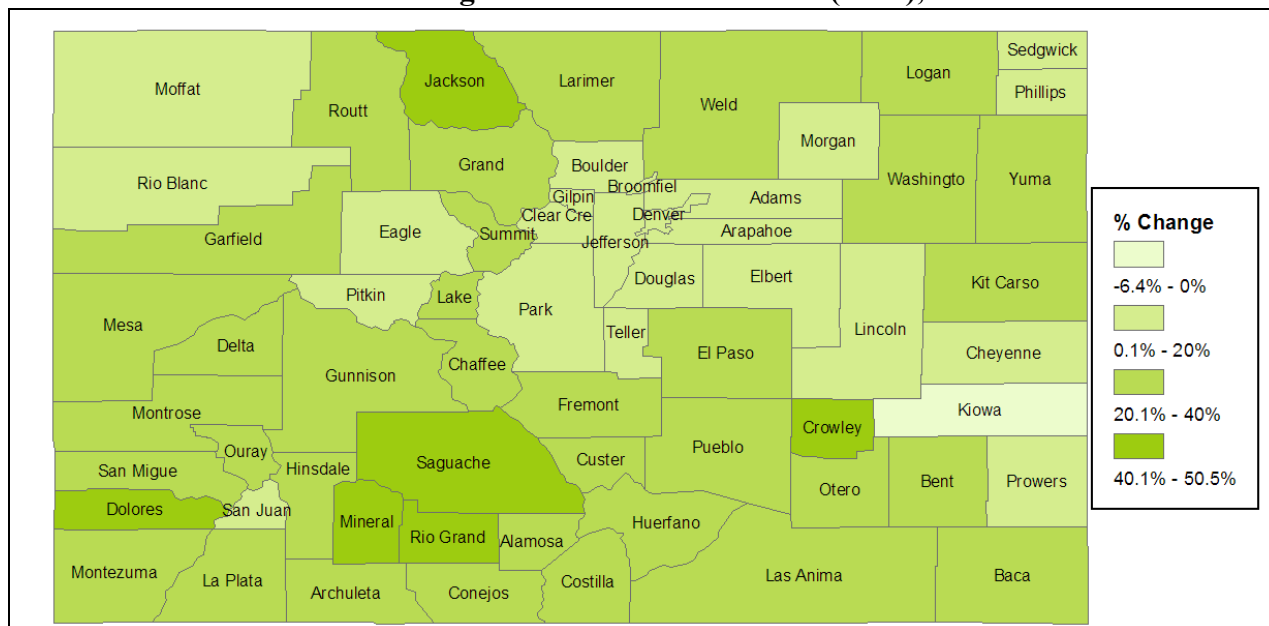 Sedgwick
Jackson
Larimer
Logan
Moffat
Phillips
Routt
Weld
Morgan
Grand
Boulder
Rio Blanc
Broomfiel
Washingto
Yuma
Gilpin
Adams
Clear Cre
Denver
Garfield
Eagle
Summit
Arapahoe
Jefferson
Douglas
Elbert
Kit Carso
Pitkin
Lake
Park
Mesa
Teller
Lincoln
Delta
Cheyenne
Gunnison
Chaffee
El Paso
Montrose
Fremont
Kiowa
Crowley
Ouray
Pueblo
San Migue
Hinsdale
Saguache
Custer
Bent
Prowers
Otero
Dolores
San Juan
Mineral
Rio Grand
Alamosa
Huerfano
Montezuma
La Plata
Archuleta
Conejos
Costilla
Las Anima
Baca
% Change
-6.4% - 0%
0.1% - 20%
20.1% - 40%
40.1% - 50.5%